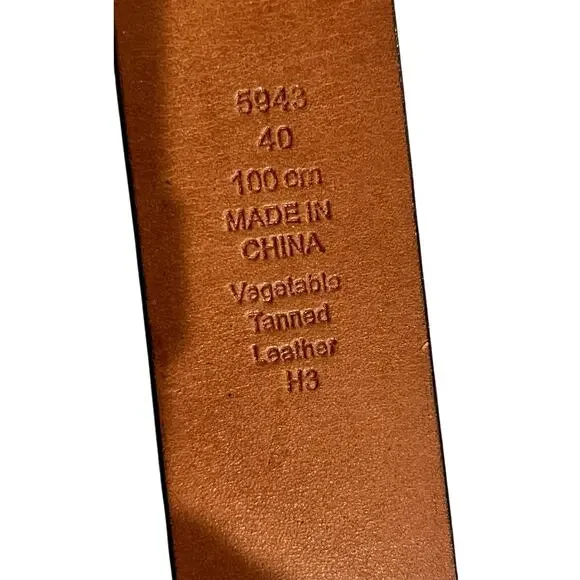 5943
40
100 cm
MADE IN
CHINA
Vegetable
Tanned
Leather
H3